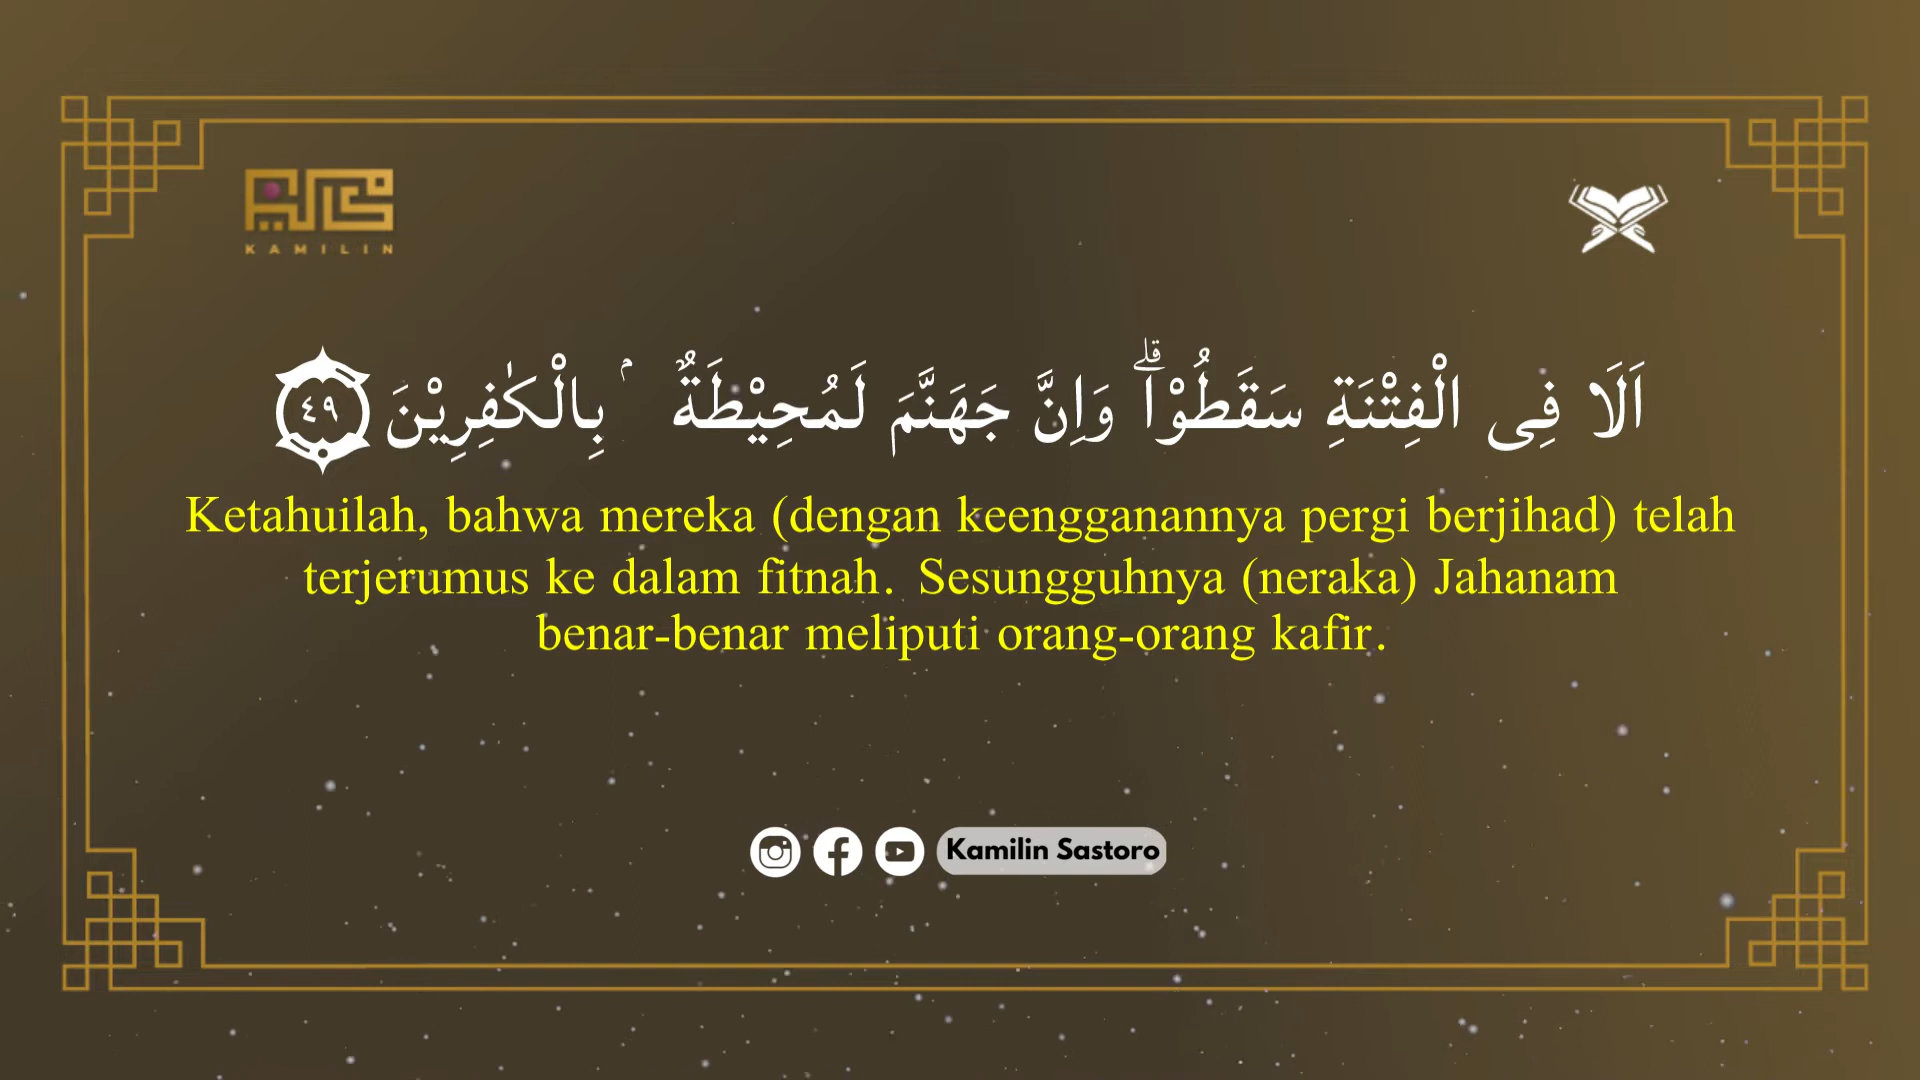 KAMILIN
اَلَا فِى الْفِتْنَةِ سَقَطُوْاۗ وَاِنَّ جَهَنَّمَ لَمُحِيْطَةٌ ۢ بِالْكٰفِرِيْنَ ٤٩
Ketahuilah, bahwa mereka (dengan keengganannya pergi berjihad) telah
terjerumus ke dalam fitnah. Sesungguhnya (neraka) Jahanam
benar-benar meliputi orang-orang kafir.
Kamilin Sastoro